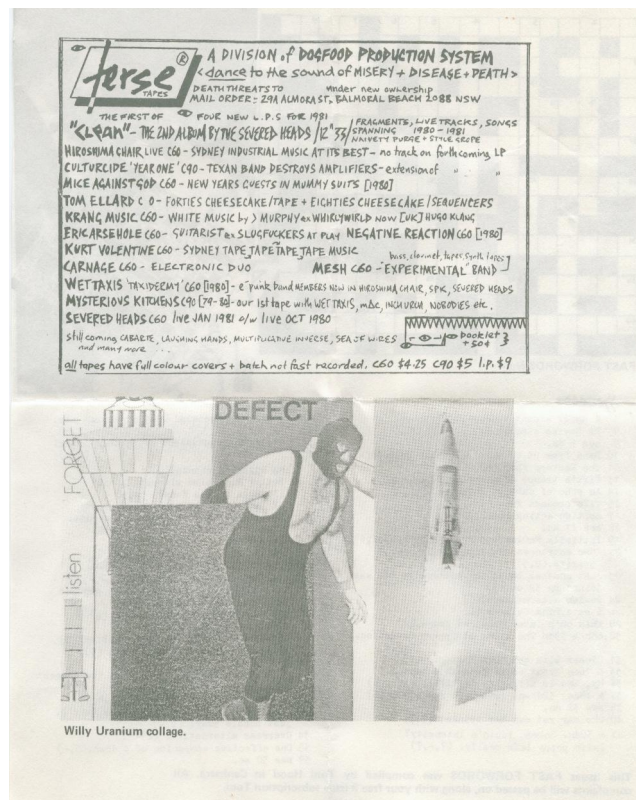 terse ®
TAPES
A DIVISION of DOGFOOD PRODUCTION SYSTEM
<dance to the sound of MISERY + DISEASE + DEATH>
DEATH THREATS TO under new ownership
MAIL ORDER: 29A ALMORA ST, BALMORAL BEACH 2088 NSW
THE FIRST OF FOUR NEW L.P.S FOR 1981
"CLEAN" - THE 2ND ALBUM BY THE SEVERED HEADS / 12" 33 / FRAGMENTS, LIVE TRACKS, SONGS
SPANNING 1980-1981
NAIVETY PURGE + STYLE GROPE
HIROSHIMA CHAIR LIVE C60 - SYDNEY INDUSTRIAL MUSIC AT ITS BEST - no track on forthcoming LP
CULTURCIDE 'YEAR ONE' C90 - TEXAN BAND DESTROYS AMPLIFIERS - extension of " "
MICE AGAINST GOD C60 - NEW YEARS GUESTS IN MUMMY SUITS [1980]
TOM ELLARD C O - FORTIES CHEESECAKE/TAPE + EIGHTIES CHEESECAKE/SEQUENCERS
KRANG MUSIC C60 - WHITE MUSIC by J MURPHY ex WHIRLYWIRLD NOW [UK] HUGO KLANG
ERIC ARSEHOLE C60 - GUITARIST ex SLUGFUCKERS AT PLAY NEGATIVE REACTION C60 [1980]
KURT VOLENTINE C60 - SYDNEY TAPE TAPE TAPE TAPE MUSIC
bass, clarinet, tapes, synth, tapes
CARNAGE C60 - ELECTRONIC DUO MESH C60 - "EXPERIMENTAL" BAND
WET TAXIS 'TAXIDERMY' C60 [1980] - e" punk band MEMBERS NOW IN HIROSHIMA CHAIR, SPK, SEVERED HEADS
MYSTERIOUS KITCHENS C90 [79-80] - our 1st tape with WET TAXIS, m2c, INCHURCH, NOBODIES etc.
SEVERED HEADS C60 live JAN 1981 o/w live OCT 1980
still coming CABARTE, LAUGHING HANDS, MULTIPLICATIVE INVERSE, SEA OF WIRES
and many more ...
booklet
+ 50¢
all tapes have full colour covers + batch not fast recorded. C60 $4.25 C90 $5 l.p. $9
DEFECT
FORGET
listen
Willy Uranium collage.